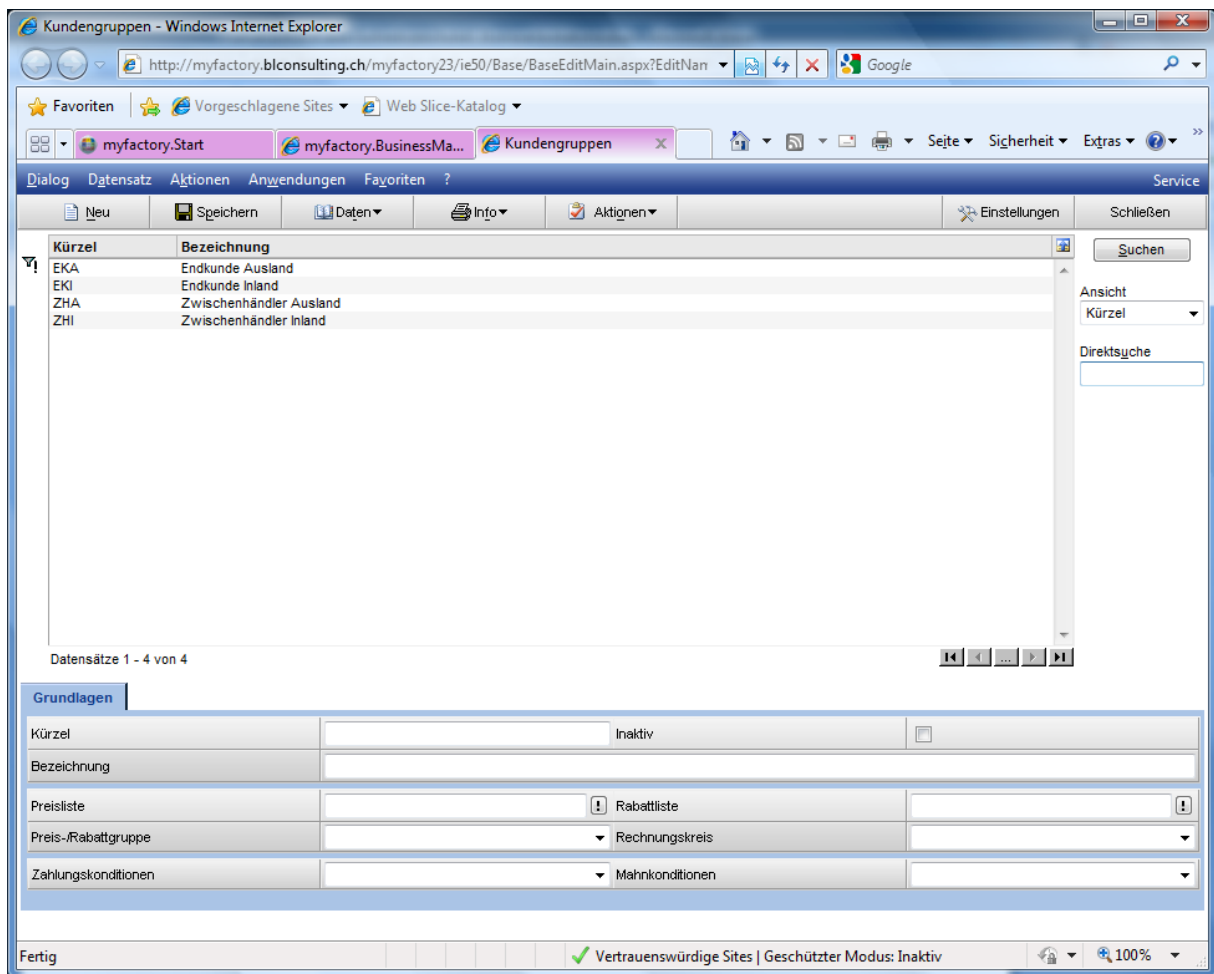 Kundengruppen - Windows Internet Explorer
http://myfactory.blconsulting.ch/myfactory23/ie50/Base/BaseEditMain.aspx?EditNan
Google
Favoriten Vorgeschlagene Sites Web Slice-Katalog
myfactory.Start myfactory.BusinessMa... Kundengruppen x Seite Sicherheit Extras »
Dialog Datensatz Aktionen Anwendungen Favoriten ? Service
Neu Speichern Daten Info Aktionen Einstellungen Schließen
Kürzel Bezeichnung Suchen
EKA Endkunde Ausland
EKI Endkunde Inland
ZHA Zwischenhändler Ausland
ZHI Zwischenhändler Inland
Ansicht
Kürzel
Direktsuche
Datensätze 1 - 4 von 4 ...
Grundlagen
Kürzel Inaktiv
Bezeichnung
Preisliste ! Rabattliste !
Preis-/Rabattgruppe Rechnungskreis
Zahlungskonditionen Mahnkonditionen
Fertig Vertrauenswürdige Sites | Geschützter Modus: Inaktiv 100%